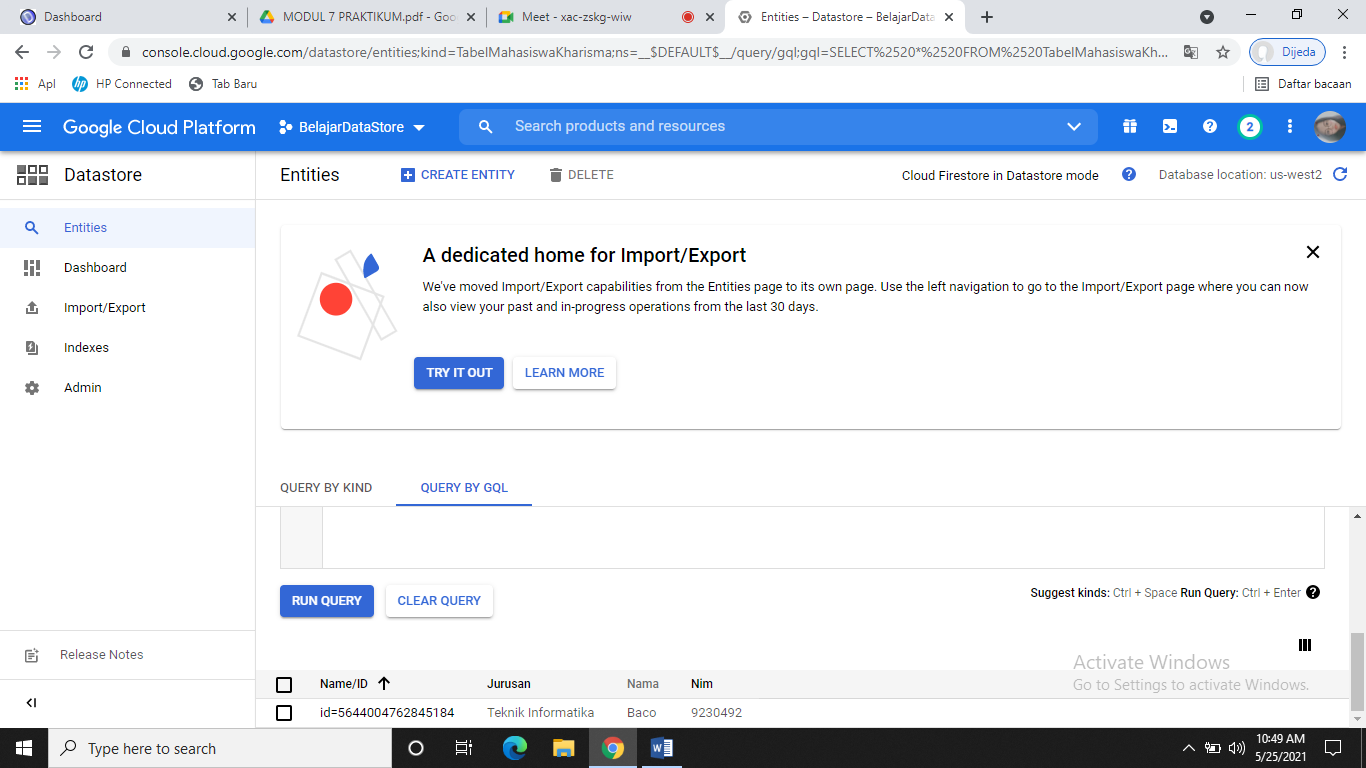 Dashboard
MODUL 7 PRAKTIKUM.pdf - Goo
Meet - xac-zskg-wiw
Entities – Datastore – BelajarData
console.cloud.google.com/datastore/entities;kind=TabelMahasiswaKharisma;ns=__$DEFAULT$__/query/gql;gql=SELECT%2520*%2520FROM%2520TabelMahasiswaKh...
Dijeda
Apl
HP Connected
Tab Baru
Daftar bacaan
Google Cloud Platform
BelajarDataStore
Search products and resources
2
Datastore
Entities
CREATE ENTITY
DELETE
Cloud Firestore in Datastore mode
Database location: us-west2
Entities
Dashboard
Import/Export
Indexes
Admin
A dedicated home for Import/Export
We've moved Import/Export capabilities from the Entities page to its own page. Use the left navigation to go to the Import/Export page where you can now
also view your past and in-progress operations from the last 30 days.
TRY IT OUT
LEARN MORE
QUERY BY KIND
QUERY BY GQL
RUN QUERY
CLEAR QUERY
Suggest kinds: Ctrl + Space Run Query: Ctrl + Enter
Release Notes
Activate Windows
Go to Settings to activate Windows.
Name/ID Jurusan Nama Nim
id=5644004762845184 Teknik Informatika Baco 9230492
Type here to search
10:49 AM
5/25/2021